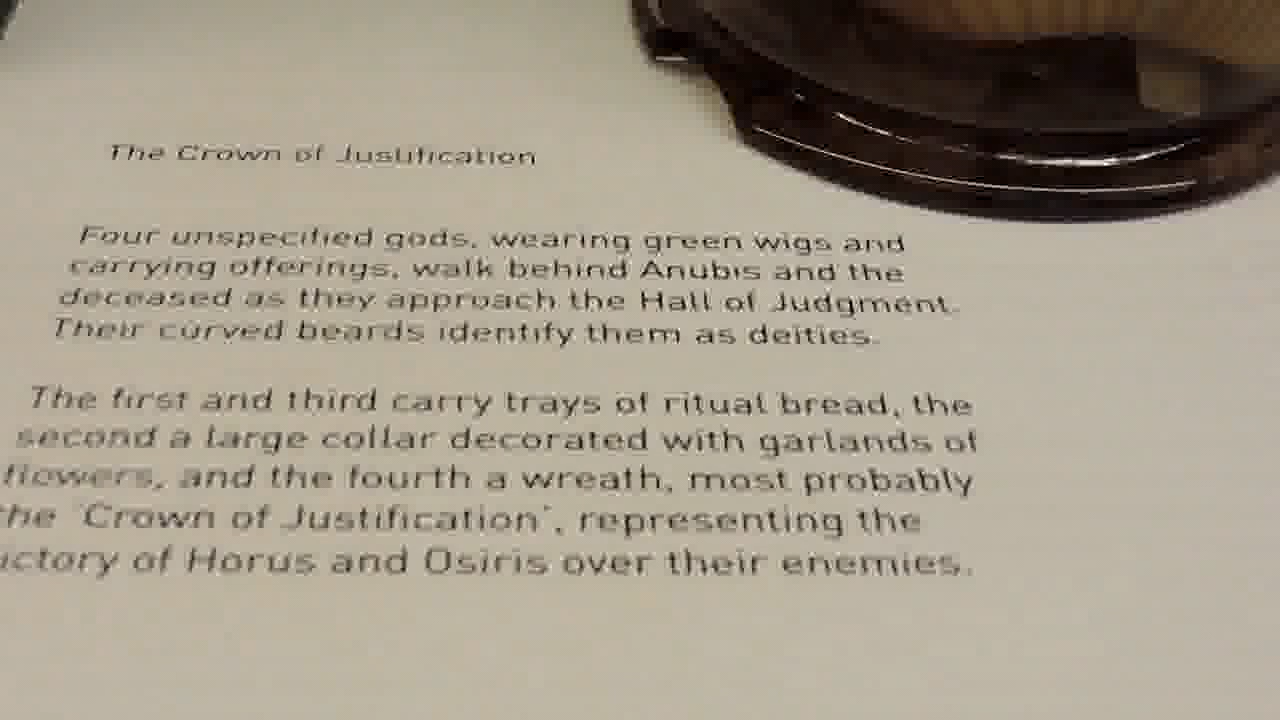 The Crown of Justification
Four unspecified gods, wearing green wigs and
carrying offerings, walk behind Anubis and the
deceased as they approach the Hall of Judgment.
Their curved beards identify them as deities.
The first and third carry trays of ritual bread, the
second a large collar decorated with garlands of
flowers, and the fourth a wreath, most probably
the 'Crown of Justification', representing the
victory of Horus and Osiris over their enemies.